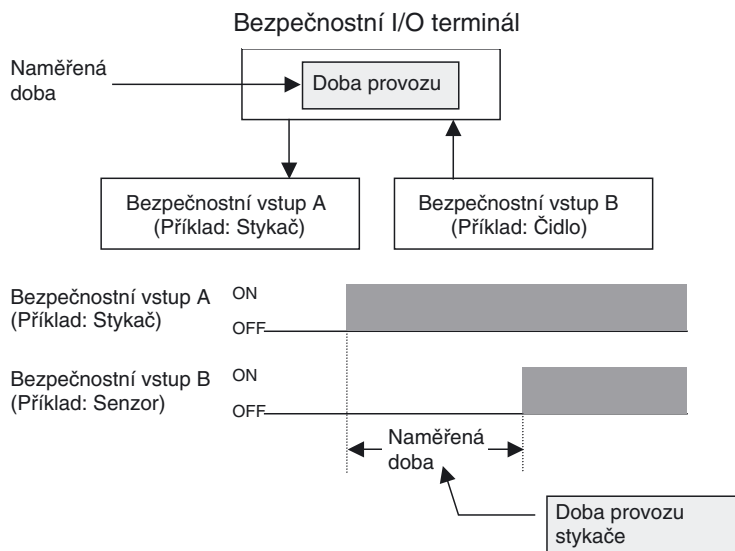 Bezpečnostní I/O terminál
Naměřená
doba
Doba provozu
Bezpečnostní vstup A
(Příklad: Stykač)
Bezpečnostní vstup B
(Příklad: Čidlo)
Bezpečnostní vstup A
(Příklad: Stykač)
ON
OFF
Bezpečnostní vstup B
(Příklad: Senzor)
ON
OFF
Naměřená
doba
Doba provozu
stykače